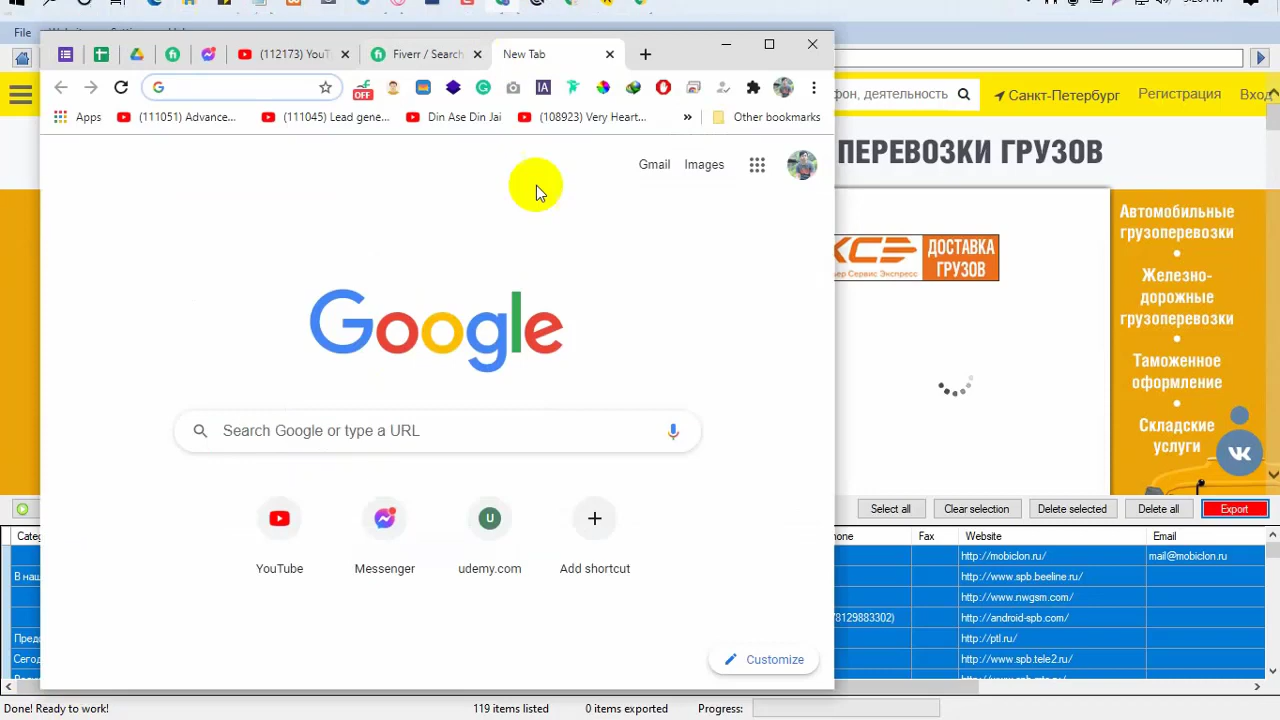 File
(112173) YouT
Fiverr / Search
New Tab
OFF
IA
Apps
(111051) Advance...
(111045) Lead gene...
Din Ase Din Jai
(108923) Very Heart...
»
Other bookmarks
Gmail
Images
Google
Search Google or type a URL
YouTube
Messenger
U
udemy.com
Add shortcut
Customize
фон, деятельность
Санкт-Петербург
Регистрация
Вход
ПЕРЕВОЗКИ ГРУЗОВ
ДОСТАВКА
ГРУЗОВ
ьер Сервис Экспресс
Автомобильные
грузоперевозки
Железно-
дорожные
грузоперевозки
Таможенное
оформление
Складские
услуги
Select all
Clear selection
Delete selected
Delete all
Export
Categ
hone
Fax
Website
Email
http://mobiclon.ru/
mail@mobiclon.ru
В наш
http://www.spb.beeline.ru/
http://www.nwgsm.com/
78129883302)
http://android-spb.com/
Предо
http://ptl.ru/
Сегод
http://www.spb.tele2.ru/
Done! Ready to work!
119 items listed
0 items exported
Progress: